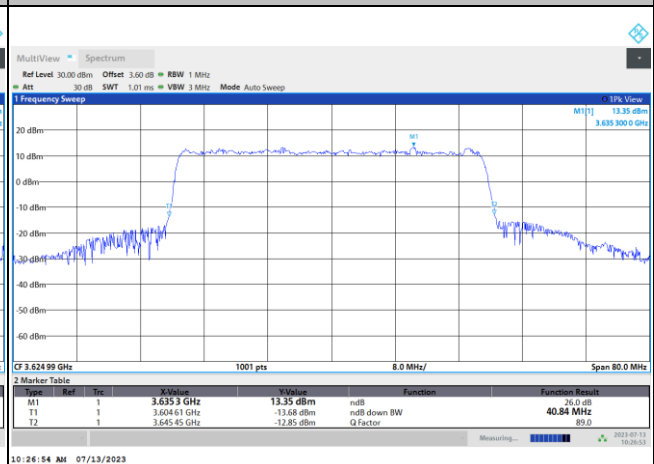 MultiView Spectrum
Ref Level 30.00 dBm Offset 3.60 dB RBW 1 MHz
Att 30 dB SWT 1.01 ms VBW 3 MHz Mode Auto Sweep
1 Frequency Sweep 1Pk View
M1[1] 13.35 dBm
3.635 300 0 GHz
M1
20 dBm
10 dBm
0 dBm
-10 dBm
T1 T2
-20 dBm
-30 dBm
-40 dBm
-50 dBm
-60 dBm
CF 3.624 99 GHz 1001 pts 8.0 MHz/ Span 80.0 MHz
2 Marker Table
Type Ref Trc X-Value Y-Value Function Function Result
M1 1 3.635 3 GHz 13.35 dBm ndB 26.0 dB
T1 1 3.604 61 GHz -13.68 dBm ndB down BW 40.84 MHz
T2 1 3.645 45 GHz -12.85 dBm Q Factor 89.0
Measuring... 2023-07-13
10:26:53
10:26:54 AM 07/13/2023